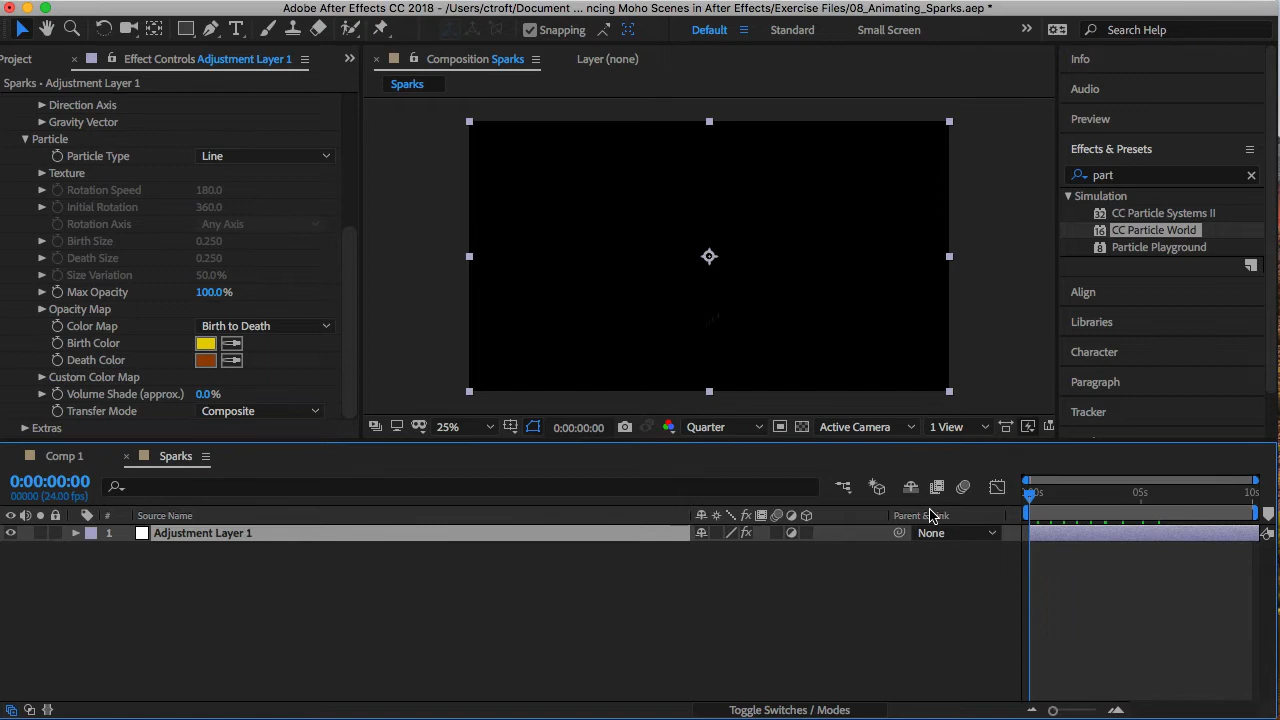 Adobe After Effects CC 2018 - /Users/ctroft/Document ... ncing Moho Scenes in After Effects/Exercise Files/08_Animating_Sparks.aep *
Snapping
Default
Standard
Small Screen
Search Help
Project
Effect Controls Adjustment Layer 1
Composition Sparks
Layer (none)
Info
Sparks • Adjustment Layer 1
Sparks
Audio
Direction Axis
Gravity Vector
Preview
Particle
Effects & Presets
Particle Type
Line
Texture
part
Rotation Speed
180.0
Simulation
Initial Rotation
360.0
32 CC Particle Systems II
Rotation Axis
Any Axis
16 CC Particle World
Birth Size
0.250
8 Particle Playground
Death Size
0.250
Size Variation
50.0%
Max Opacity
100.0%
Align
Opacity Map
Libraries
Color Map
Birth to Death
Birth Color
Character
Death Color
Custom Color Map
Paragraph
Volume Shade (approx.)
0.0%
Transfer Mode
Composite
Tracker
Extras
25%
0:00:00:00
Quarter
Active Camera
1 View
Comp 1
Sparks
0:00:00:00
00000 (24.00 fps)
05s
10s
#
Source Name
fx
1
Adjustment Layer 1
fx
None
Toggle Switches / Modes